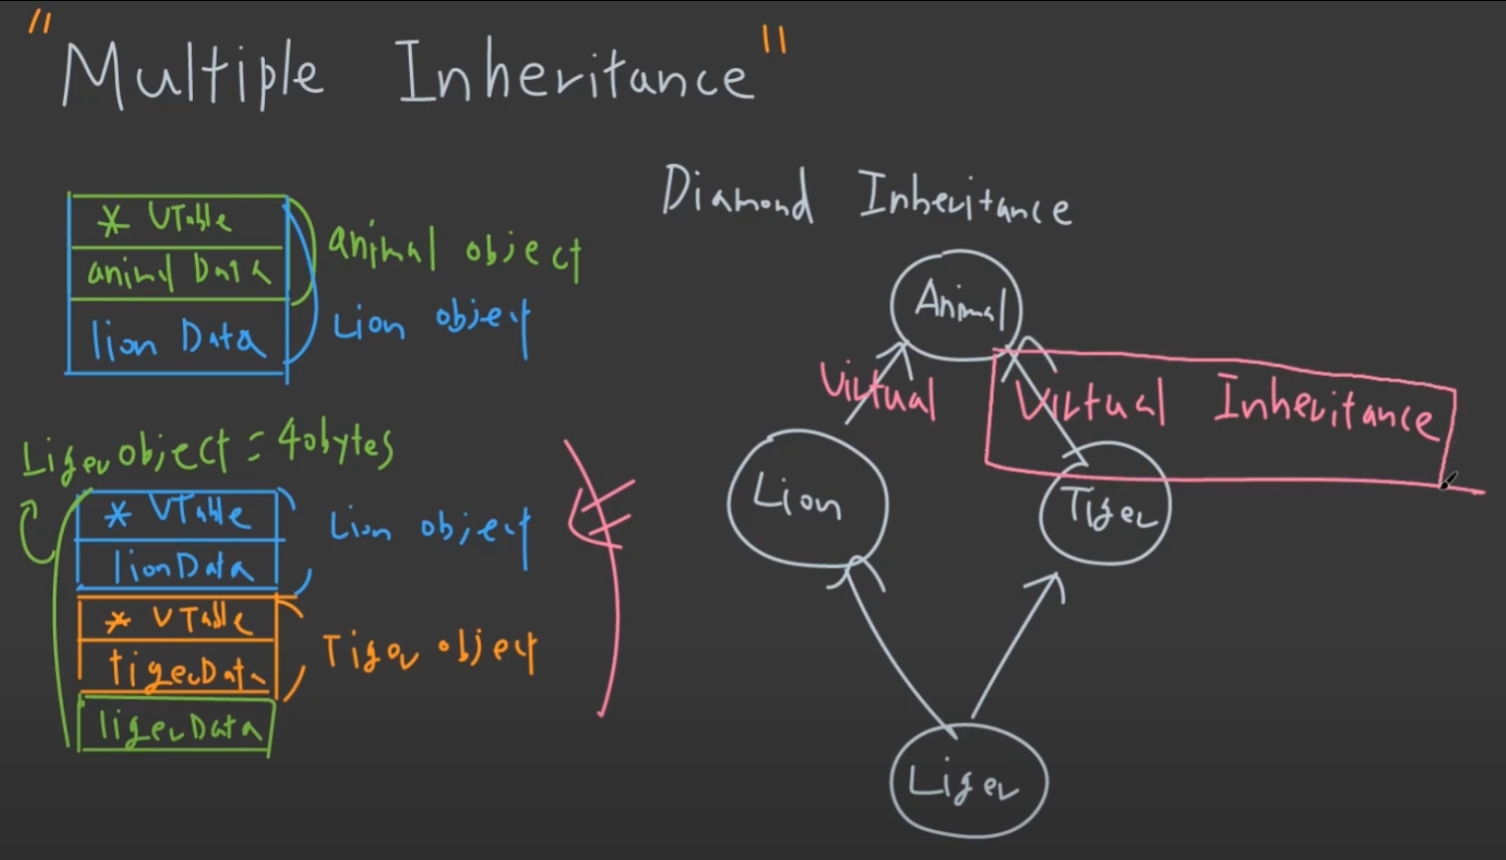 "Multiple Inheritance"
* VTable
animal Data
lion Data
animal object
Lion object
Liger object = 40bytes
* VTable
lionData
Lion object
* VTable
tigerData
Tiger object
ligerData
Diamond Inheritance
Animal
Virtual
Virtual Inheritance
Lion
Tiger
Liger